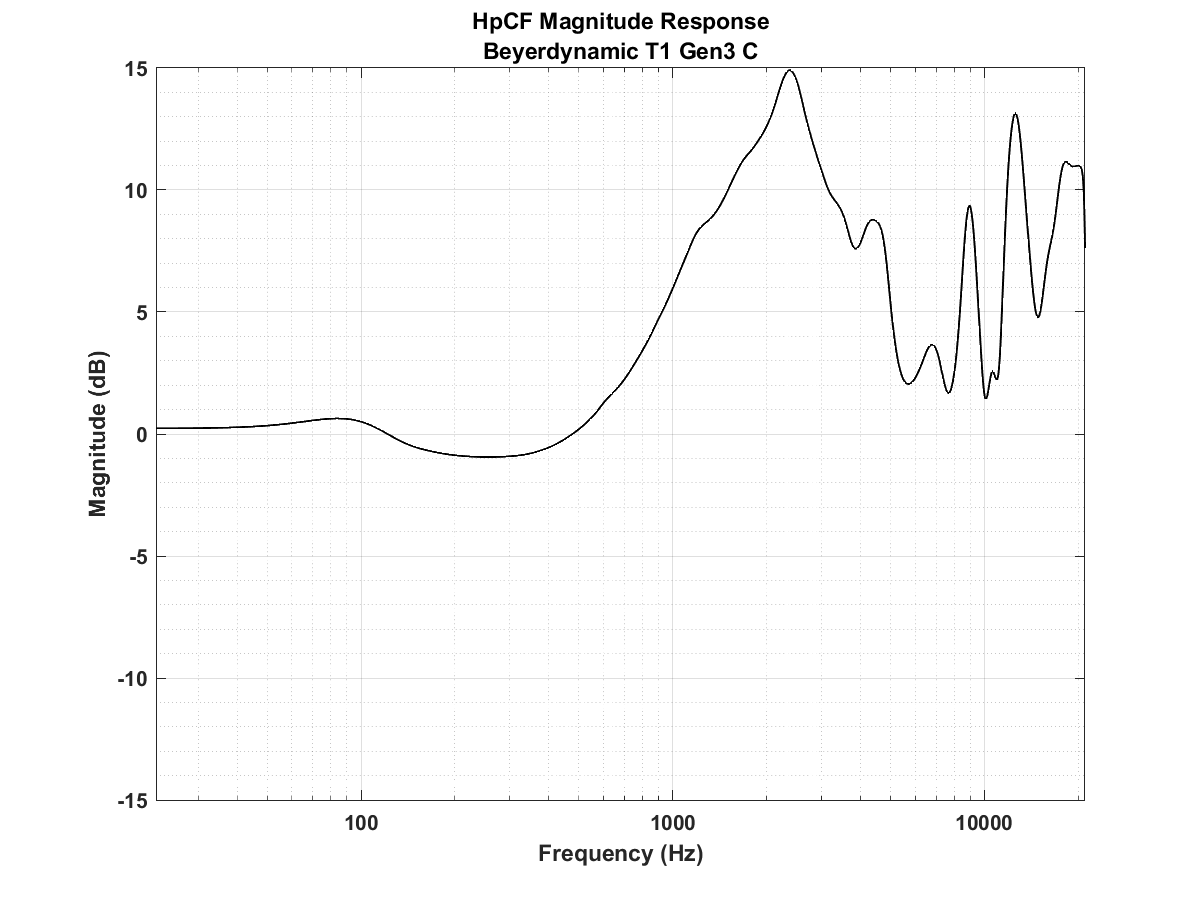 HpCF Magnitude Response
Beyerdynamic T1 Gen3 C
15
10
5
0
-5
-10
-15
Magnitude (dB)
100
1000
10000
Frequency (Hz)